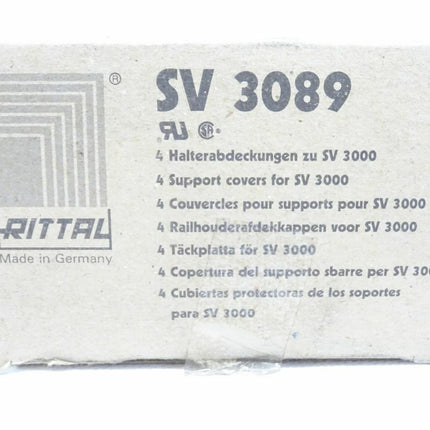 SV 3089
4 Halterabdeckungen zu SV 3000
4 Support covers for SV 3000
4 Couvercles pour supports pour SV 3000
4 Railhouderafdekkappen voor SV 3000
4 Täckplatta för SV 3000
4 Copertura del supporto sbarre per SV 300
4 Cubiertas protectoras de los soportes
para SV 3000
RITTAL
Made in Germany
®